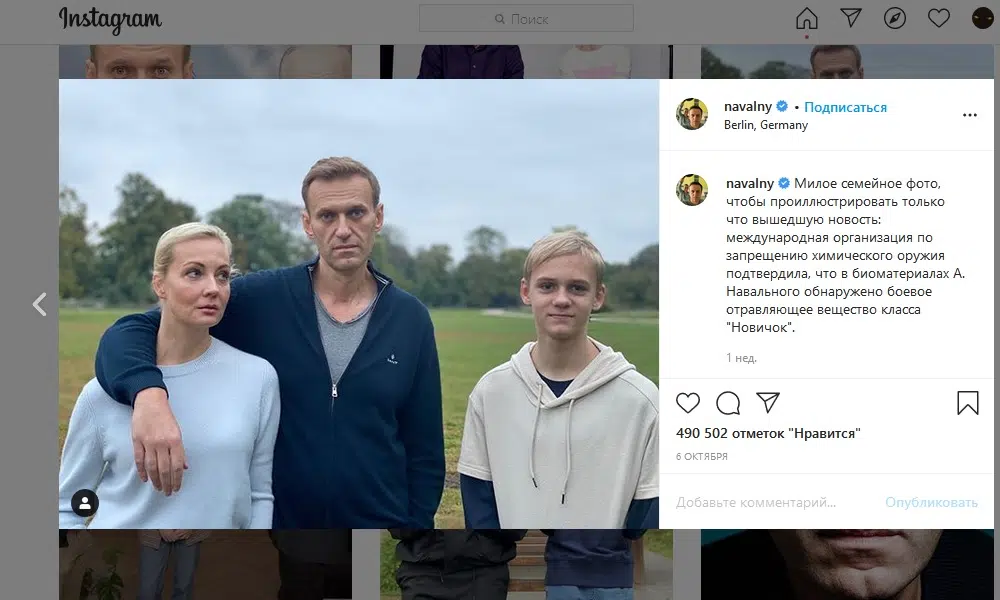 Instagram
Поиск
navalny • Подписаться
Berlin, Germany
navalny Милое семейное фото,
чтобы проиллюстрировать только
что вышедшую новость:
международная организация по
запрещению химического оружия
подтвердила, что в биоматериалах А.
Навального обнаружено боевое
отравляющее вещество класса
"Новичок".
1 нед.
490 502 отметок "Нравится"
6 ОКТЯБРЯ
Добавьте комментарий...
Опубликовать